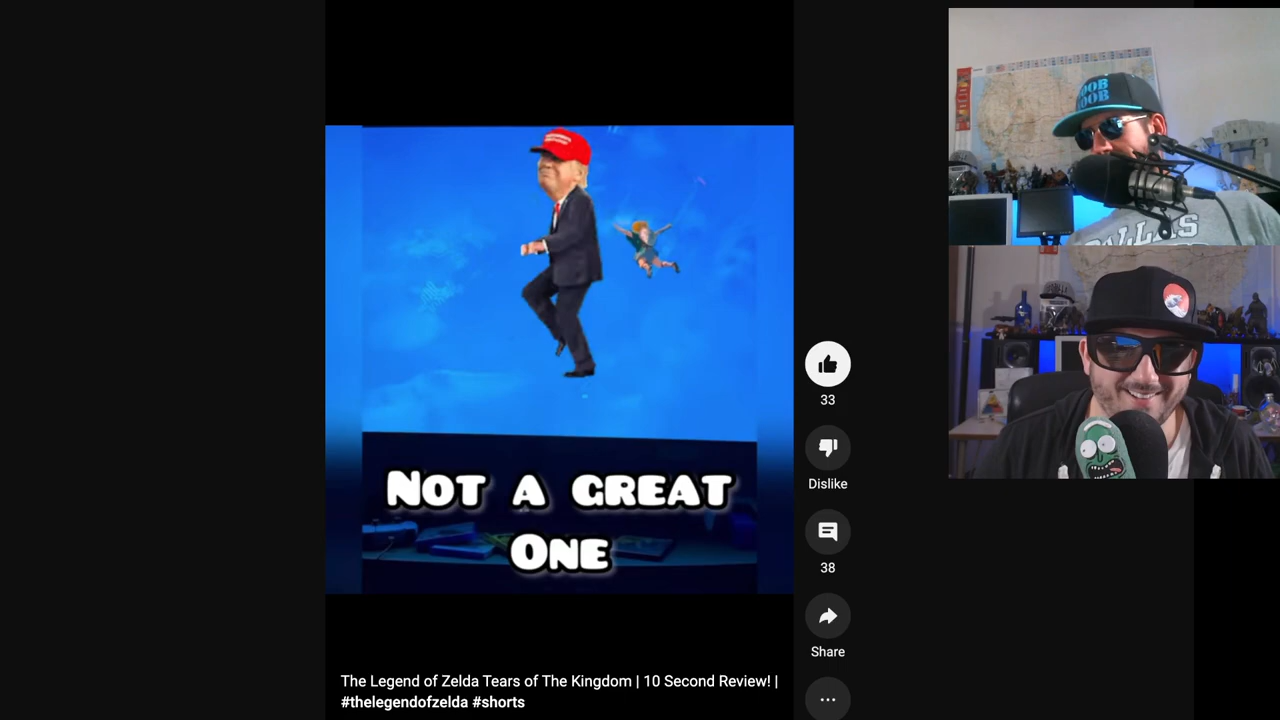 NOT A GREAT
ONE
33
Dislike
38
Share
The Legend of Zelda Tears of The Kingdom | 10 Second Review! |
#thelegendofzelda #shorts